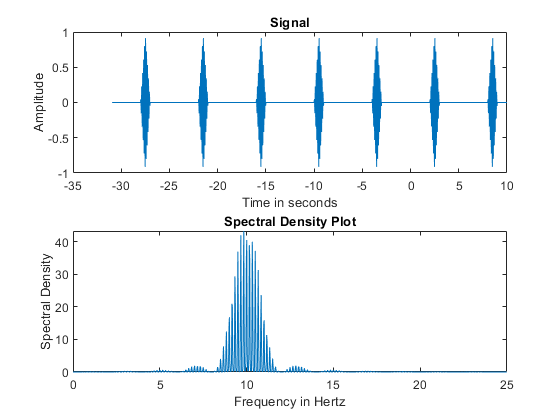 Signal
Amplitude
1
0.5
0
-0.5
-1
-35 -30 -25 -20 -15 -10 -5 0 5 10
Time in seconds
Spectral Density Plot
Spectral Density
40
30
20
10
0
0 5 10 15 20 25
Frequency in Hertz